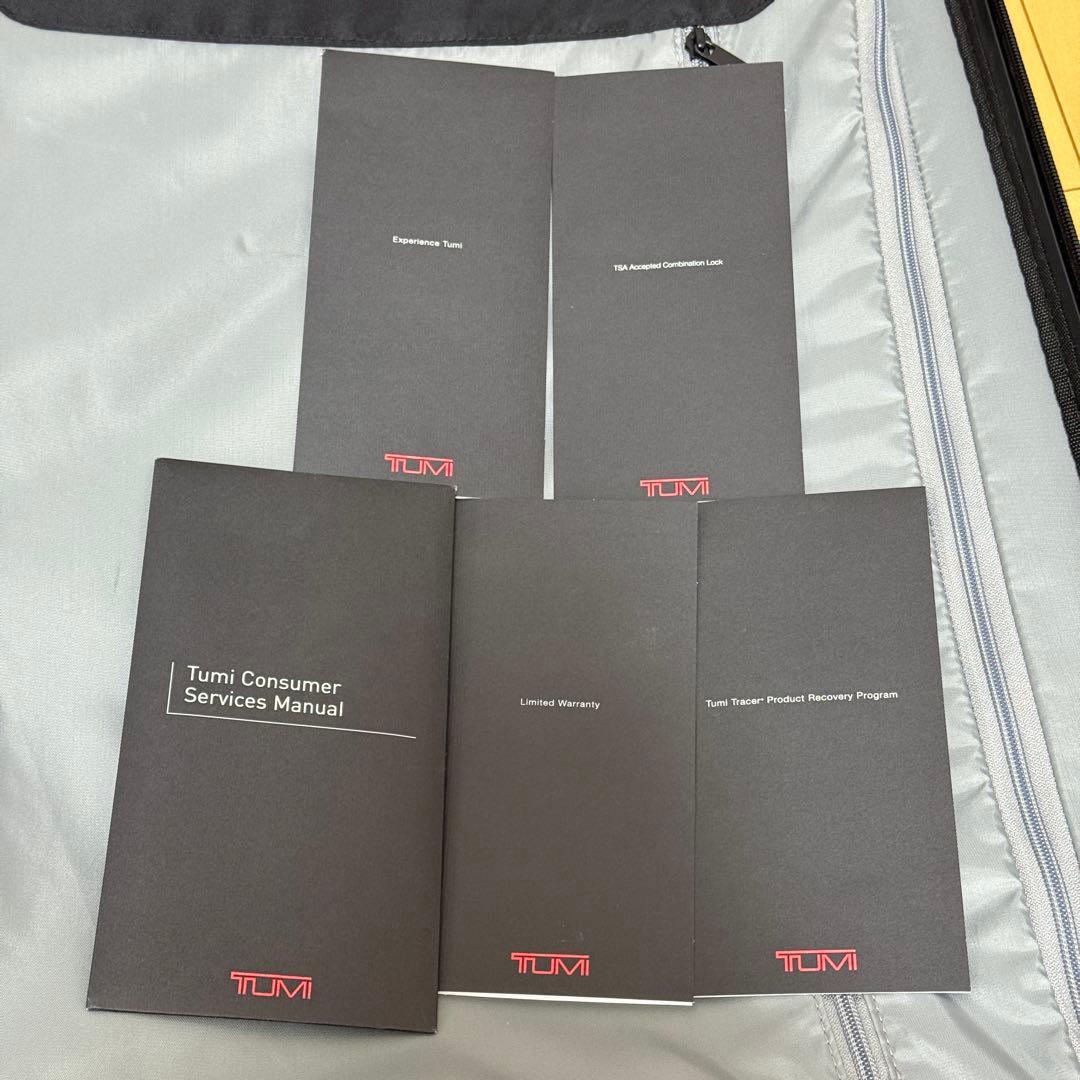 Experience Tumi
TUMI
TSA Accepted Combination Lock
TUMI
Tumi Consumer
Services Manual
TUMI
Limited Warranty
TUMI
Tumi Tracer® Product Recovery Program
TUMI